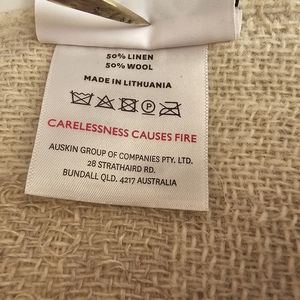 50% LINEN
50% WOOL
MADE IN LITHUANIA
CARELESSNESS CAUSES FIRE
AUSKIN GROUP OF COMPANIES PTY. LTD.
28 STRATHAIRD RD.
BUNDALL QLD. 4217 AUSTRALIA